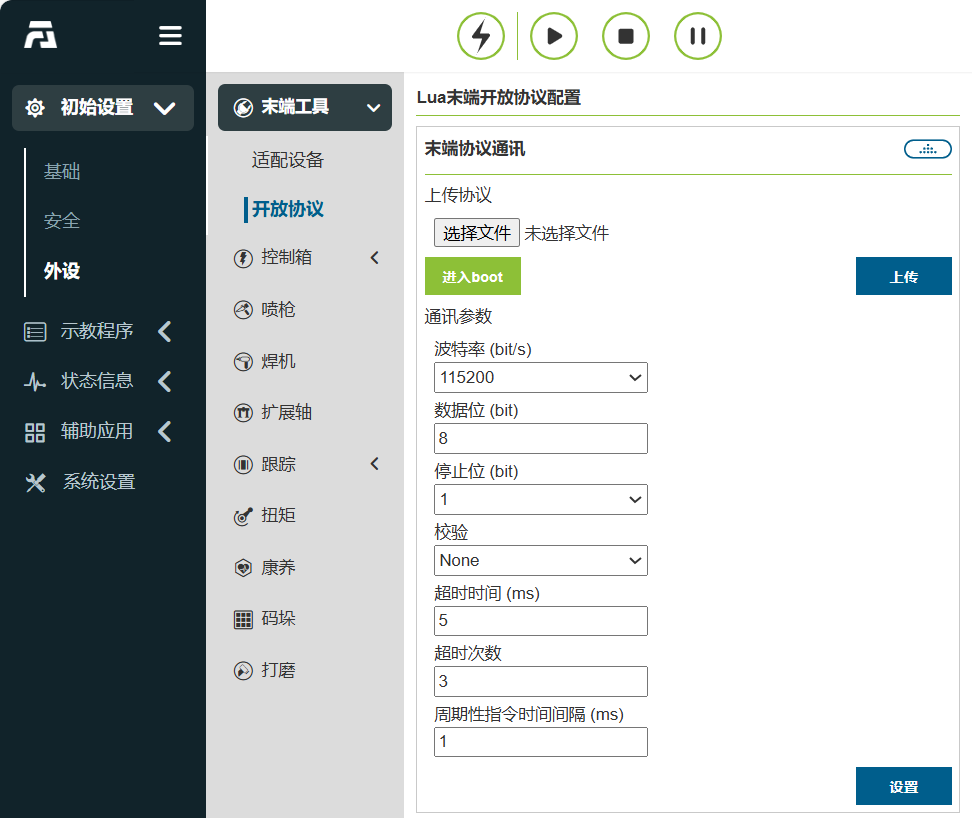 初始设置
基础
安全
外设
示教程序
状态信息
辅助应用
系统设置
末端工具
适配设备
开放协议
控制箱
喷枪
焊机
扩展轴
跟踪
扭矩
康养
码垛
打磨
Lua末端开放协议配置
末端协议通讯
上传协议
选择文件 未选择文件
进入boot
上传
通讯参数
波特率 (bit/s)
115200
数据位 (bit)
8
停止位 (bit)
1
校验
None
超时时间 (ms)
5
超时次数
3
周期性指令时间间隔 (ms)
1
设置